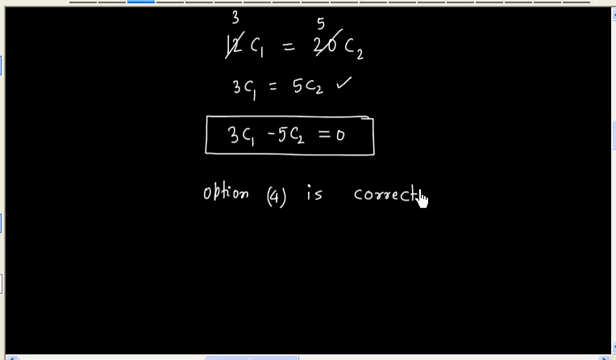 3 5
12 C₁ = 20 C₂
3C₁ = 5C₂ ✓
3C₁ - 5C₂ = 0
option (4) is correct